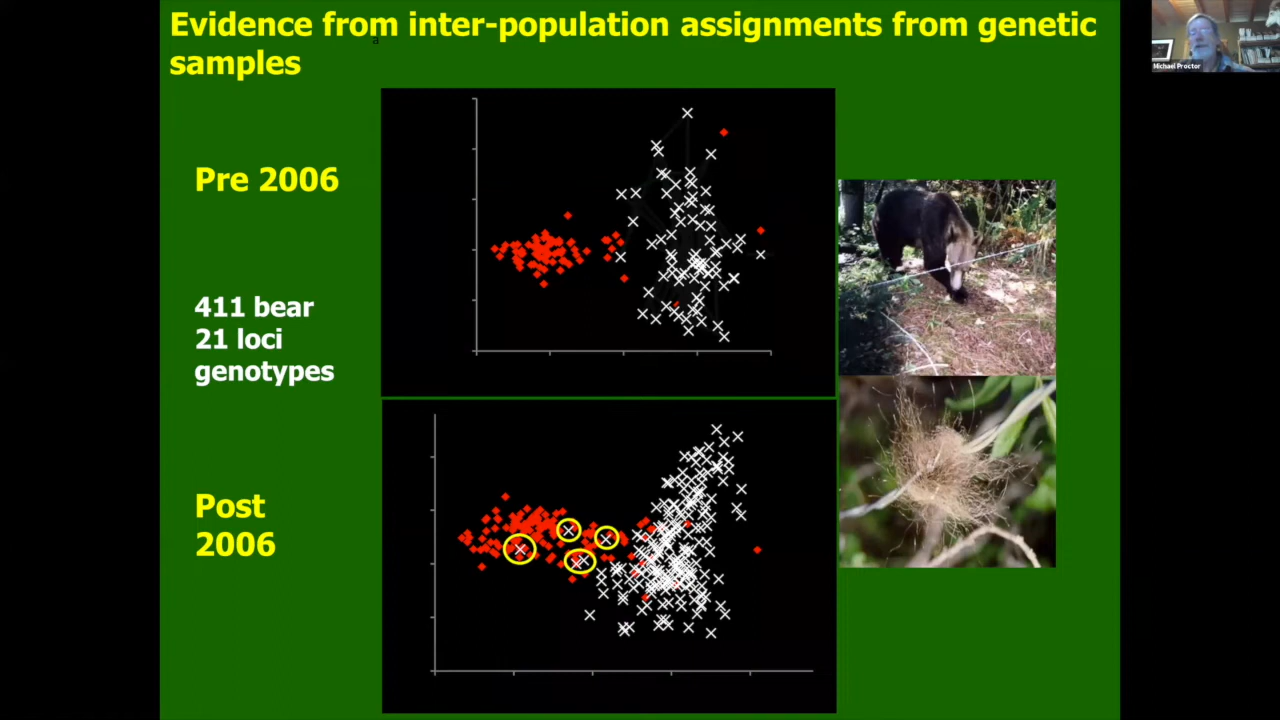 Evidence from inter-population assignments from genetic
samples
a
Michael Proctor
Pre 2006
411 bear
21 loci
genotypes
Post
2006